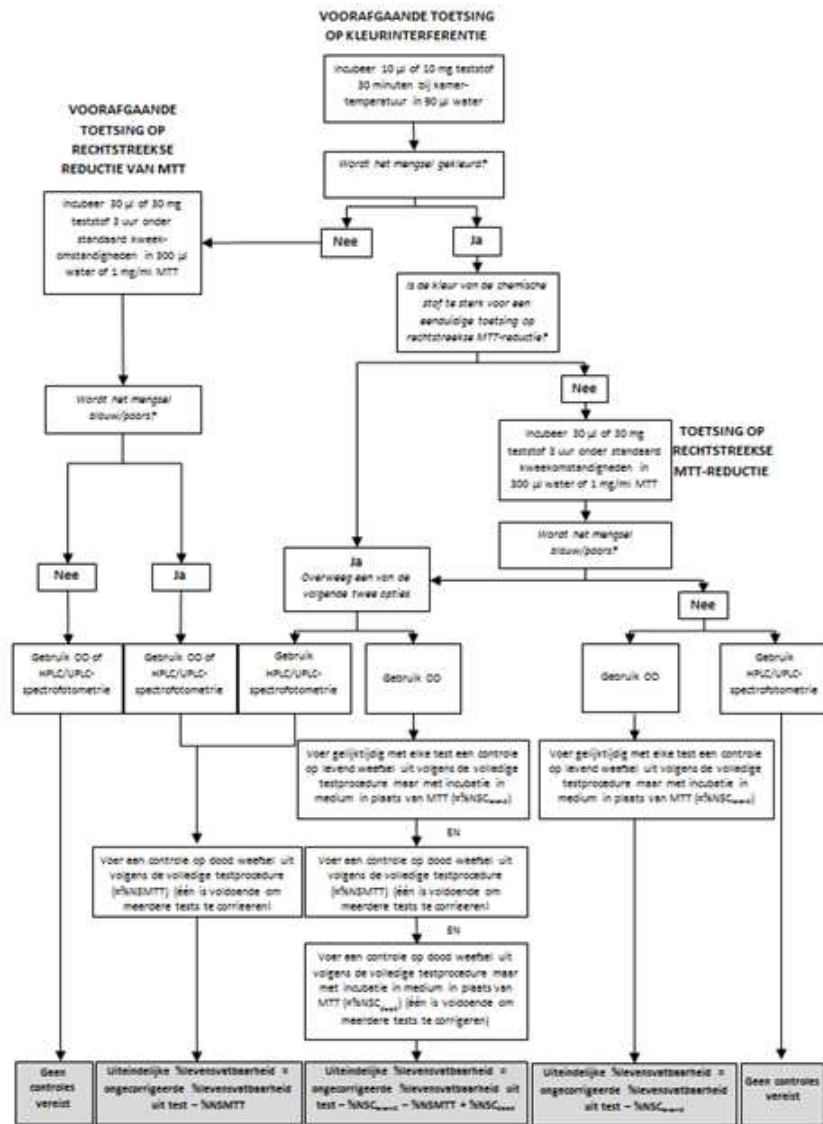 VOORAFGAANDE TOETSING
OP KLEURINTERFERENTIE
Incubeer 10 µl of 10 mg teststof
30 minuten bij kamer-
temperatuur in 90 µl water
VOORAFGAANDE
TOETSING OP
RECHTSTREEKSE
REDUCTIE VAN MTT
Wordt het mengsel gekleurd?
Incubeer 30 µl of 30 mg
teststof 3 uur onder
standaard kweek-
omstandigheden in 300 µl
water of 1 mg/ml MTT
Nee
Ja
Is de kleur van de chemische
stof te sterk voor een
eenduidige toetsing op
rechtstreekse MTT-reductie?
Nee
Wordt het mengsel
blauw/paars?
Incubeer 30 µl of 30 mg
teststof 3 uur onder standaard
kweekomstandigheden in
300 µl water of 1 mg/ml MTT
TOETSING OP
RECHTSTREEKSE
MTT-REDUCTIE
Wordt het mengsel
blauw/paars?
Nee
Ja
Ja
Overweeg een van de
volgende twee opties
Nee
Gebruik OD of
HPLC/UPLC-
spectrofotometrie
Gebruik OD of
HPLC/UPLC-
spectrofotometrie
Gebruik
HPLC/UPLC-
spectrofotometrie
Gebruik OD
Gebruik OD
Gebruik
HPLC/UPLC-
spectrofotometrie
Voer gelijktijdig met elke test een controle
op levend weefsel uit volgens de volledige
testprocedure maar met incubatie in
medium in plaats van MTT (=%NSClevend)
Voer gelijktijdig met elke test een controle
op levend weefsel uit volgens de volledige
testprocedure maar met incubatie in
medium in plaats van MTT (=%NSClevend)
EN
Voer een controle op dood weefsel uit
volgens de volledige testprocedure
(=%NSMTT) (één is voldoende om
meerdere tests te corrigeren)
Voer een controle op dood weefsel uit
volgens de volledige testprocedure
(=%NSMTT) (één is voldoende om
meerdere tests te corrigeren)
EN
Voer een controle op dood weefsel uit
volgens de volledige testprocedure maar
met incubatie in medium in plaats van
MTT (=%NSCdood) (één is voldoende om
meerdere tests te corrigeren)
Geen
controles
vereist
Uiteindelijke %levensvatbaarheid =
ongecorrigeerde %levensvatbaarheid
uit test – %NSMTT
Uiteindelijke %levensvatbaarheid =
ongecorrigeerde %levensvatbaarheid uit
test – %NSClevend – %NSMTT + %NSCdood
Uiteindelijke %levensvatbaarheid =
ongecorrigeerde %levensvatbaarheid
uit test – %NSClevend
Geen controles
vereist